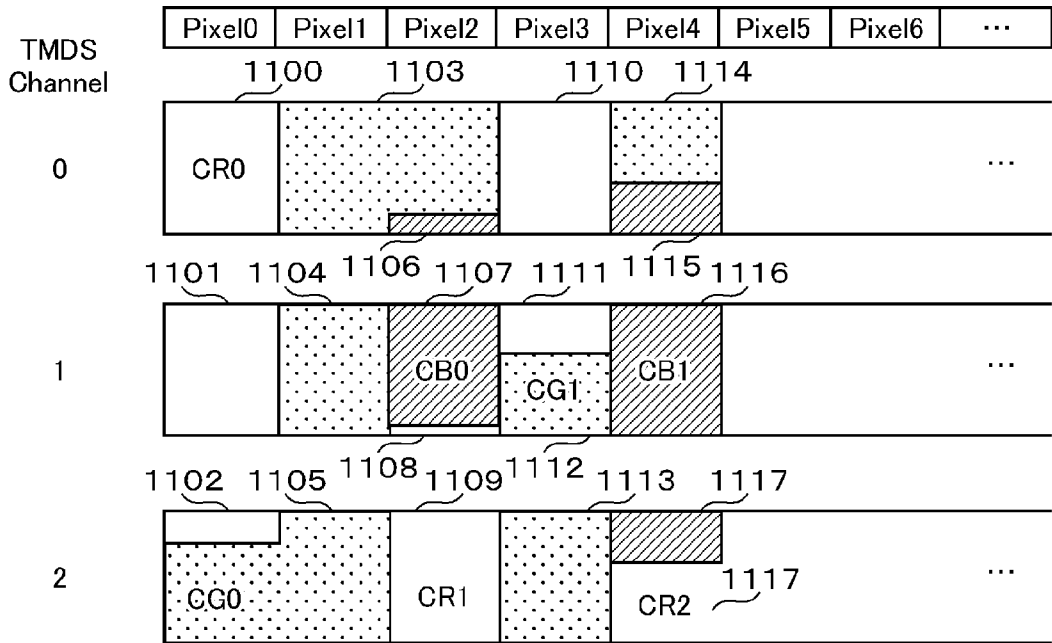 Pixel0 Pixel1 Pixel2 Pixel3 Pixel4 Pixel5 Pixel6 ...
TMDS
Channel
1100 1103 1110 1114
0 CR0 ...
1106 1115
1101 1104 1107 1111 1116
1 CB0 CG1 CB1 ...
1108 1112
1102 1105 1109 1113 1117
2 CG0 CR1 CR2 1117 ...